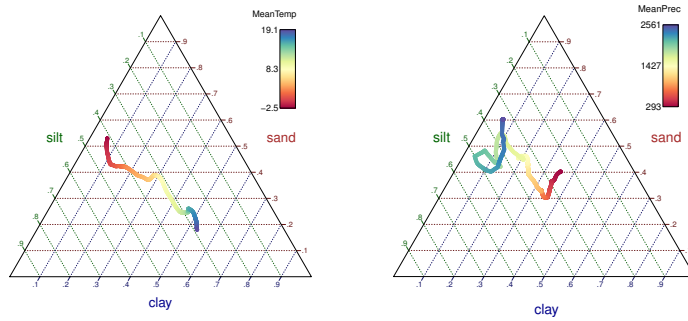 MeanTemp
19.1
8.3
−2.5
silt
sand
clay
.1 .2 .3 .4 .5 .6 .7 .8 .9
.1 .2 .3 .4 .5 .6 .7 .8 .9
.1 .2 .3 .4 .5 .6 .7 .8 .9
MeanPrec
2561
1427
293
silt
sand
clay
.1 .2 .3 .4 .5 .6 .7 .8 .9
.1 .2 .3 .4 .5 .6 .7 .8 .9
.1 .2 .3 .4 .5 .6 .7 .8 .9